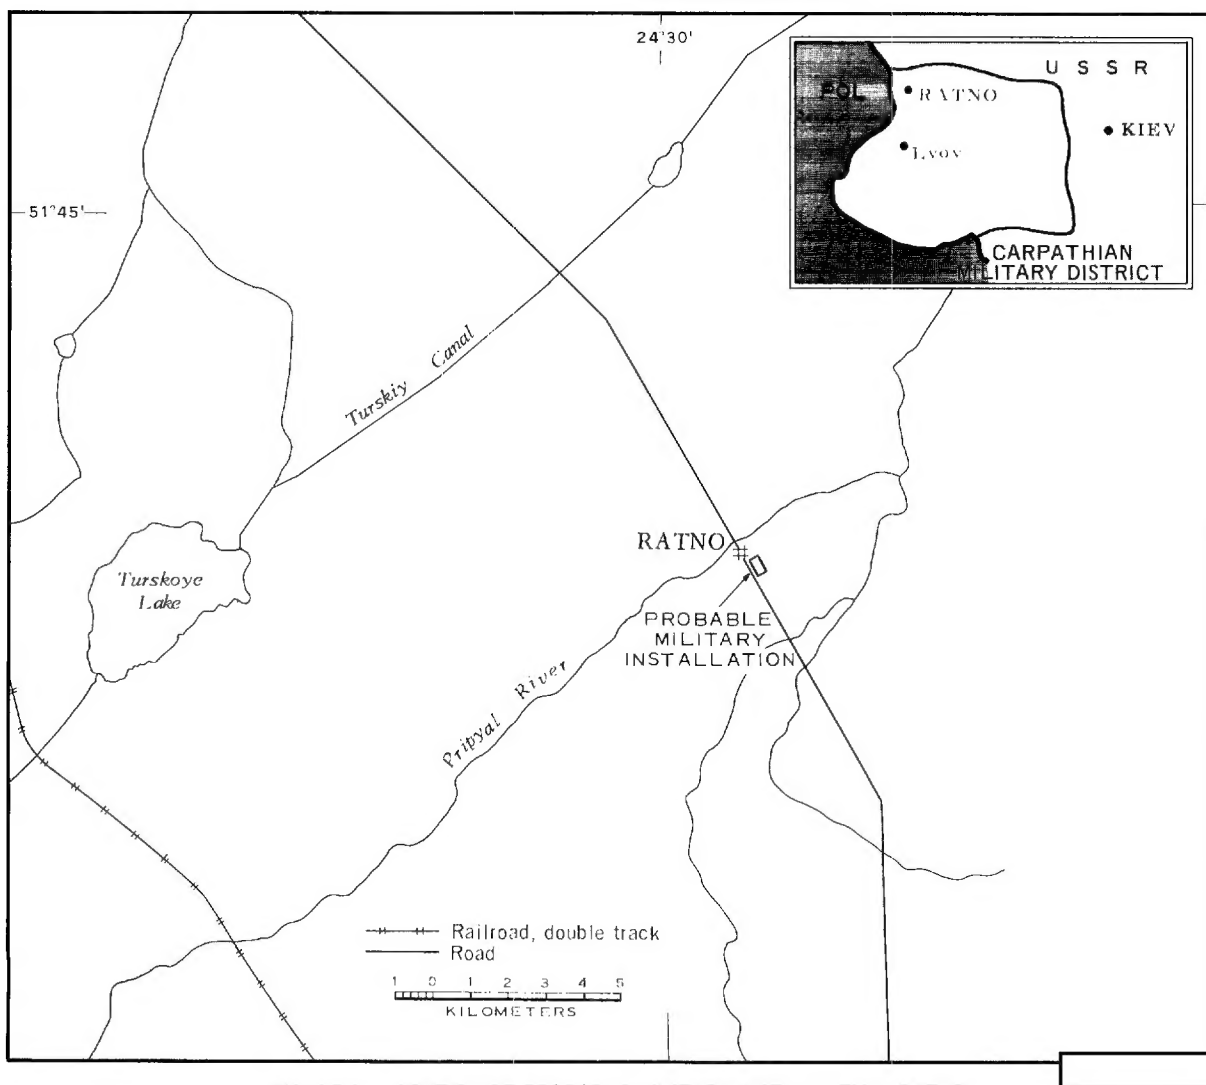 24°30'
U S S R
POL
RATNO
KIEV
Lvov
51°45'
CARPATHIAN
MILITARY DISTRICT
Turskiy Canal
RATNO
Turskoye
Lake
PROBABLE
MILITARY
INSTALLATION
Pripyal River
Railroad, double track
Road
1 0 1 2 3 4 5
KILOMETERS